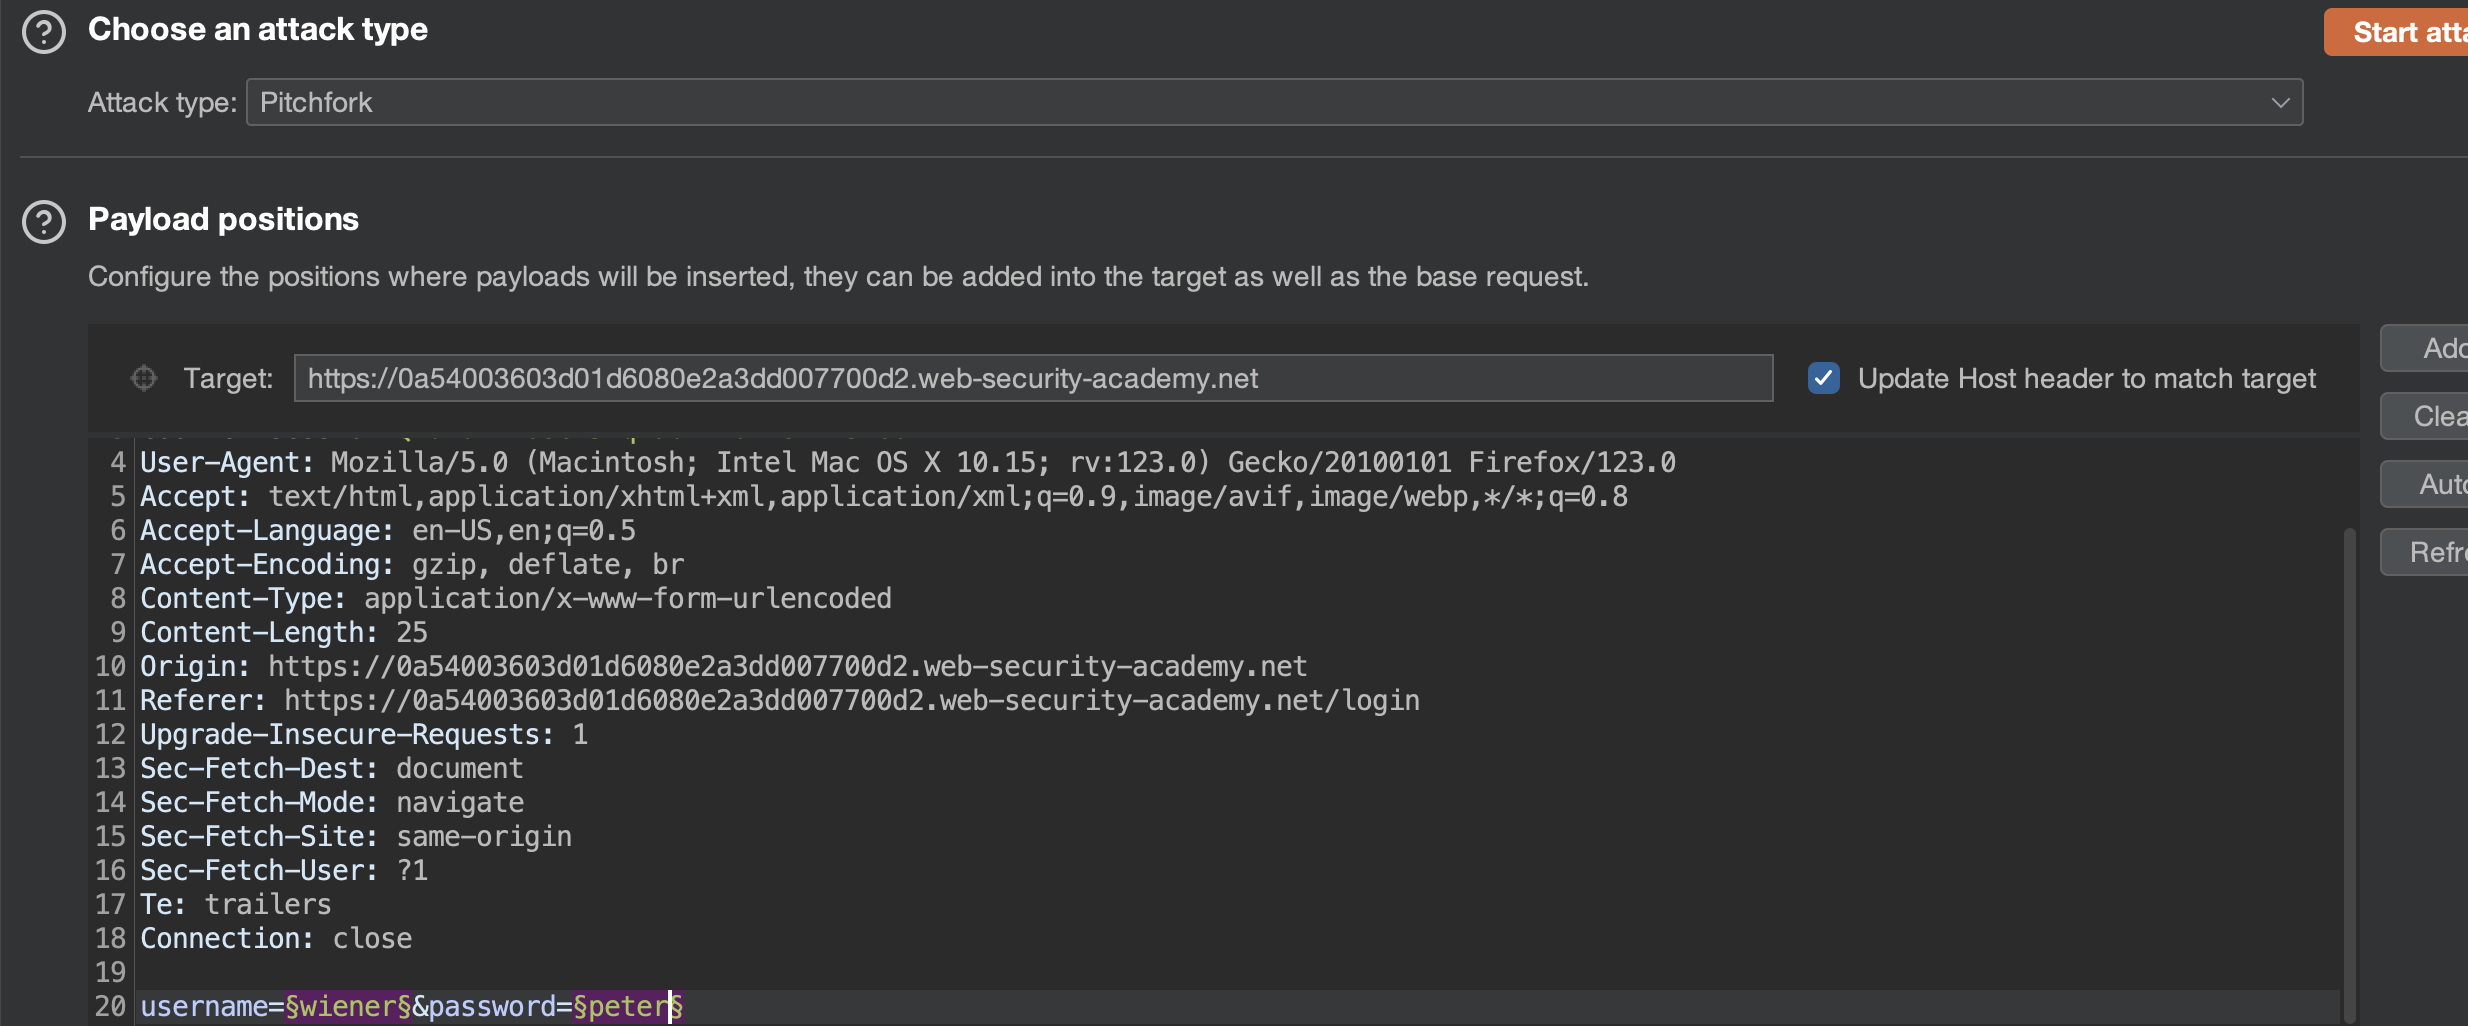 Choose an attack type
Start att
Attack type: Pitchfork
Payload positions
Configure the positions where payloads will be inserted, they can be added into the target as well as the base request.
Target: https://0a54003603d01d6080e2a3dd007700d2.web-security-academy.net
Update Host header to match target
Add
Clea
Auto
Refre
4 User-Agent: Mozilla/5.0 (Macintosh; Intel Mac OS X 10.15; rv:123.0) Gecko/20100101 Firefox/123.0
5 Accept: text/html,application/xhtml+xml,application/xml;q=0.9,image/avif,image/webp,*/*;q=0.8
6 Accept-Language: en-US,en;q=0.5
7 Accept-Encoding: gzip, deflate, br
8 Content-Type: application/x-www-form-urlencoded
9 Content-Length: 25
10 Origin: https://0a54003603d01d6080e2a3dd007700d2.web-security-academy.net
11 Referer: https://0a54003603d01d6080e2a3dd007700d2.web-security-academy.net/login
12 Upgrade-Insecure-Requests: 1
13 Sec-Fetch-Dest: document
14 Sec-Fetch-Mode: navigate
15 Sec-Fetch-Site: same-origin
16 Sec-Fetch-User: ?1
17 Te: trailers
18 Connection: close
19
20 username=§wiener§&password=§peter§